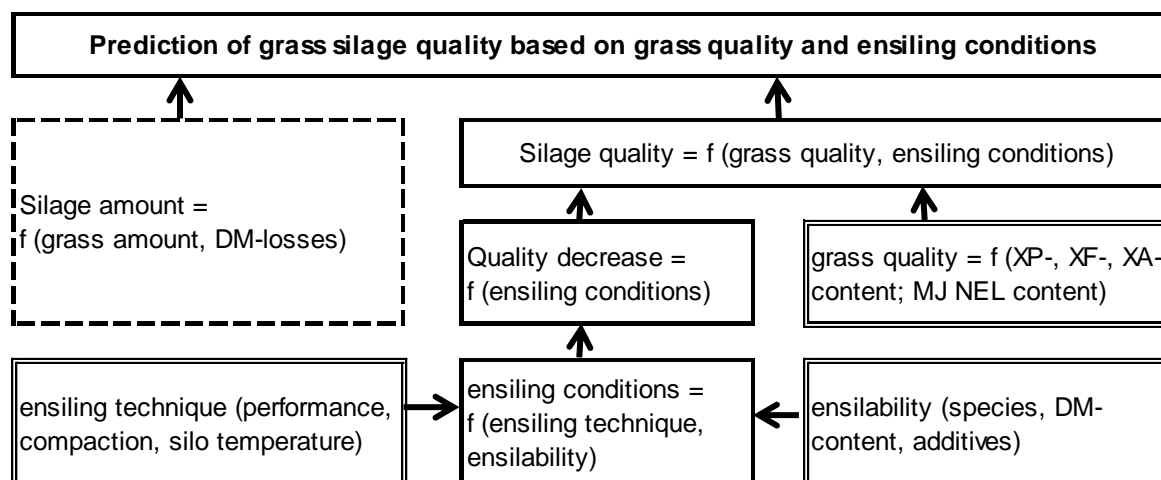 Prediction of grass silage quality based on grass quality and ensiling conditions
Silage quality = f (grass quality, ensiling conditions)
Silage amount =
f (grass amount, DM-losses)
Quality decrease =
f (ensiling conditions)
grass quality = f (XP-, XF-, XA-
content; MJ NEL content)
ensiling technique (performance,
compaction, silo temperature)
ensiling conditions =
f (ensiling technique,
ensilability)
ensilability (species, DM-
content, additives)